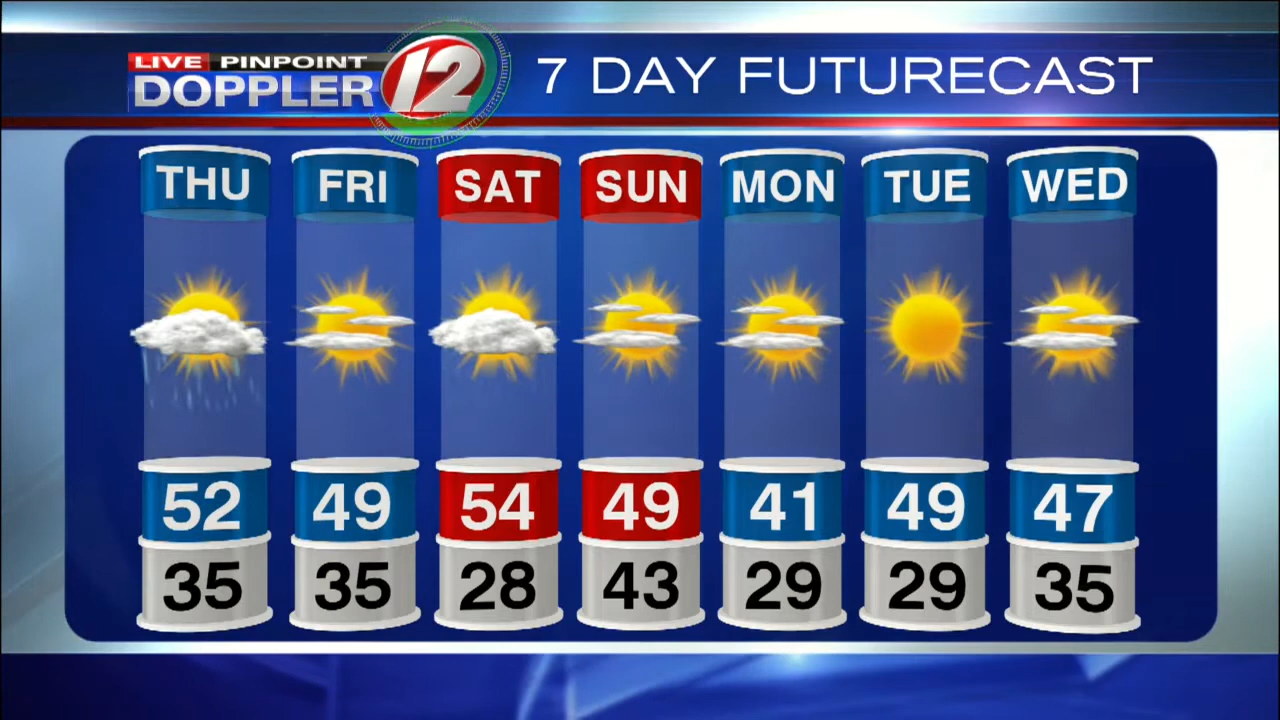 LIVE PINPOINT
DOPPLER 12
7 DAY FUTURECAST
THU FRI SAT SUN MON TUE WED
52 49 54 49 41 49 47
35 35 28 43 29 29 35